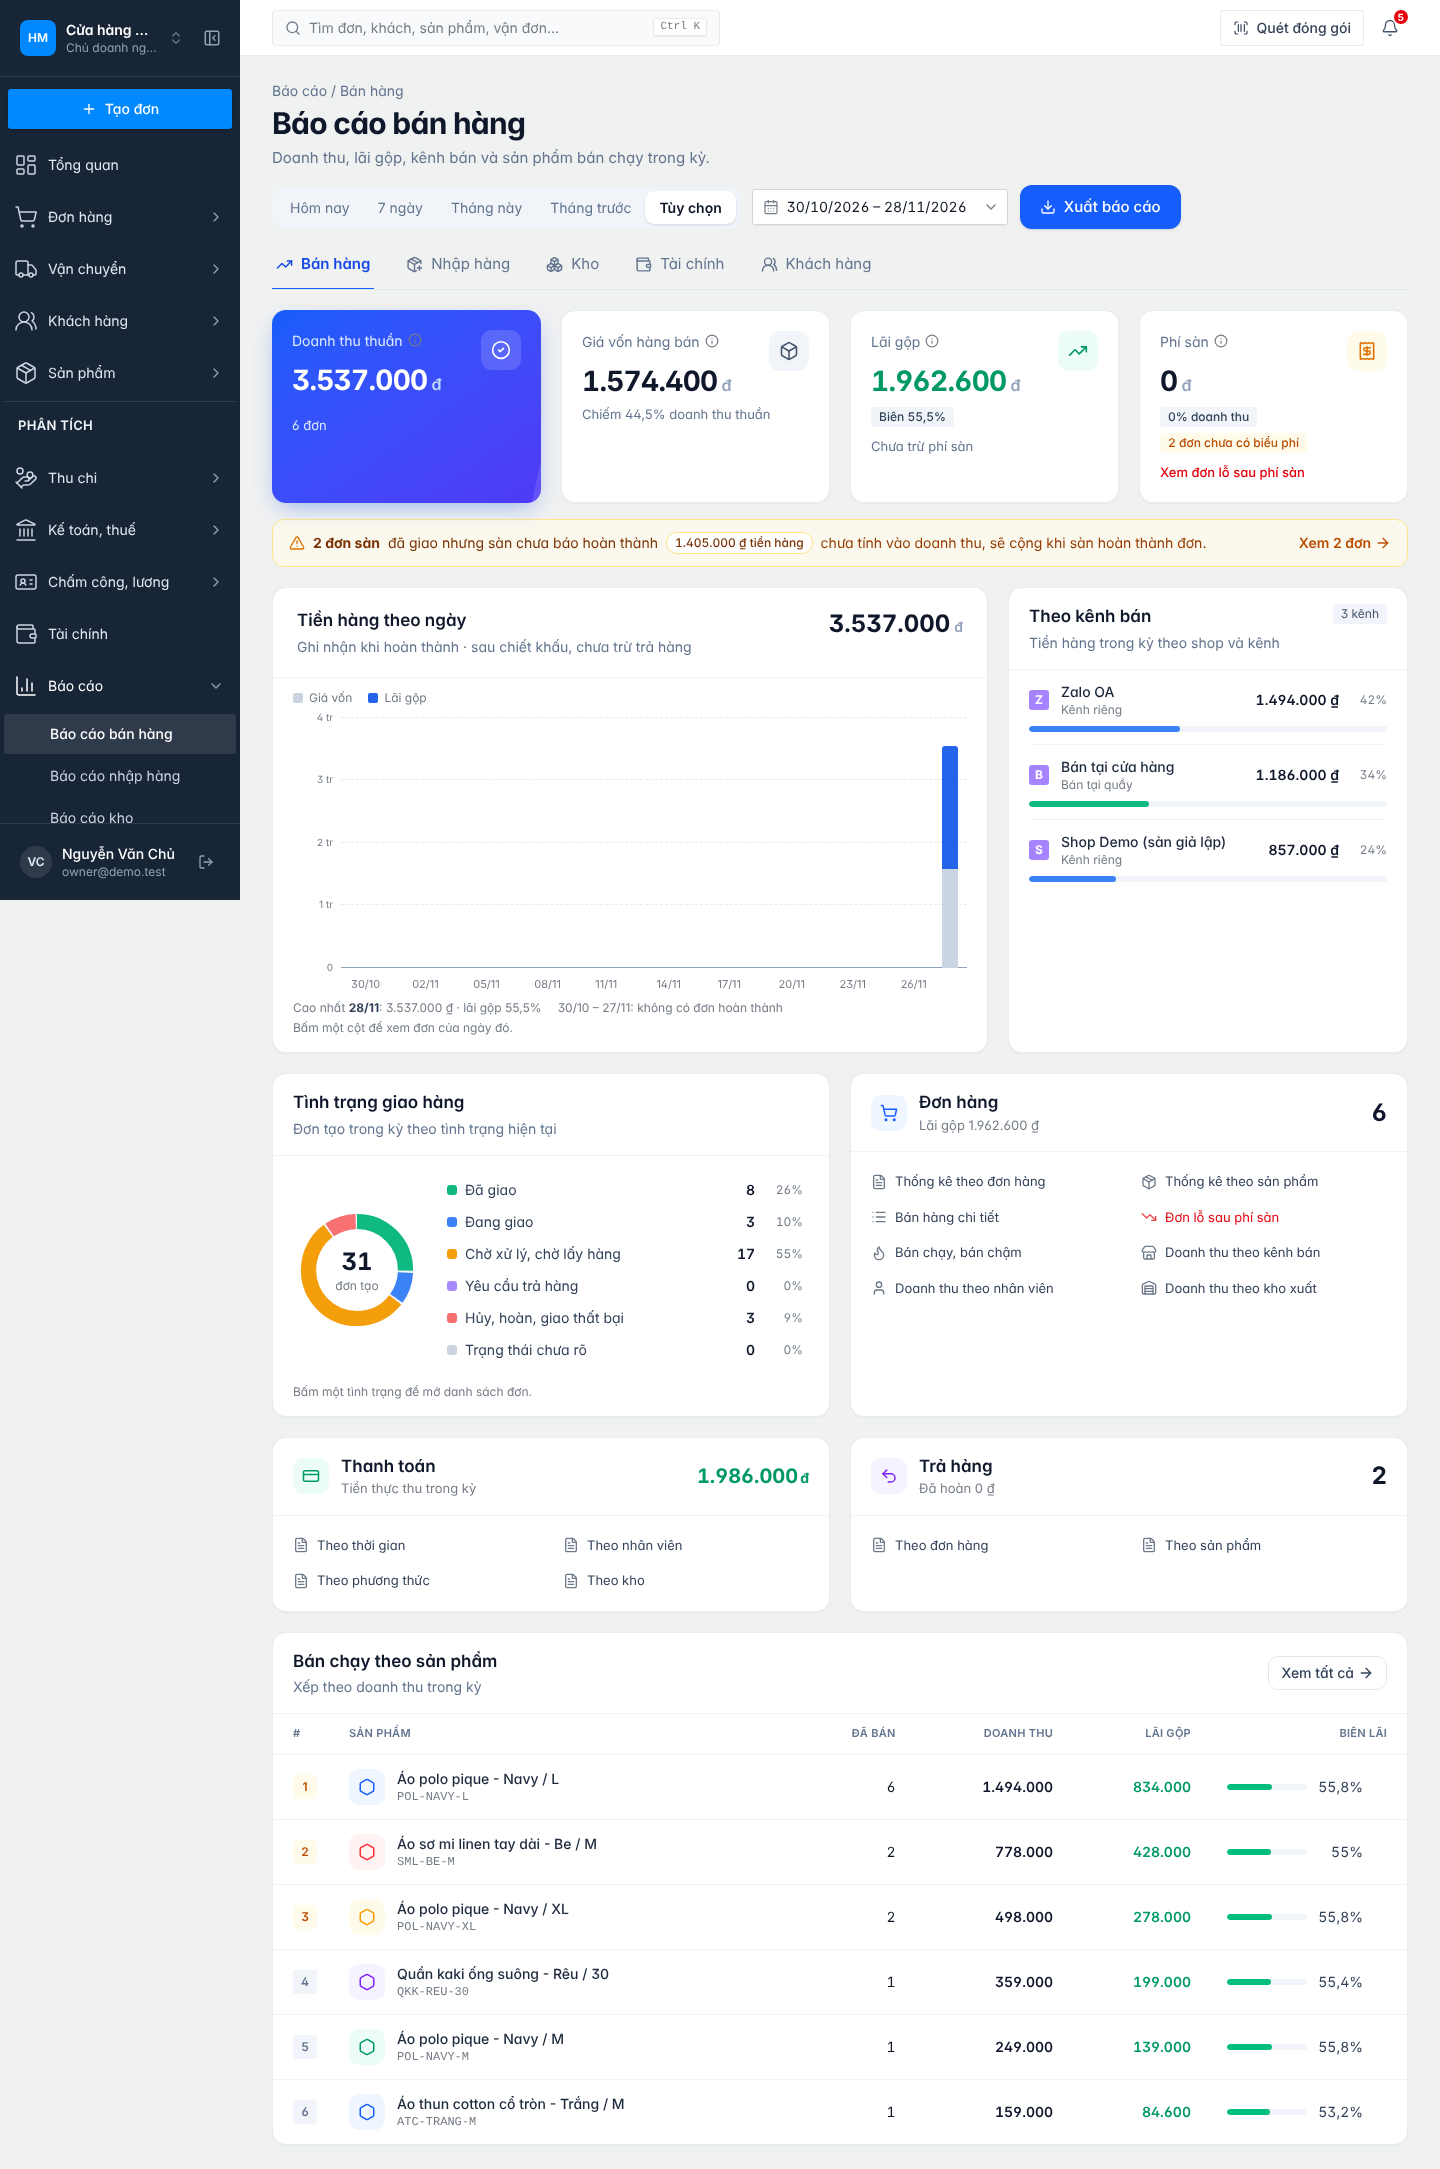 HM
Cửa hàng ...
Chủ doanh ng...
Tạo đơn
Tổng quan
Đơn hàng
Vận chuyển
Khách hàng
Sản phẩm
PHÂN TÍCH
Thu chi
Kế toán, thuế
Chấm công, lương
Tài chính
Báo cáo
Báo cáo bán hàng
Báo cáo nhập hàng
Báo cáo kho
VC
Nguyễn Văn Chủ
owner@demo.test
Tìm đơn, khách, sản phẩm, vận đơn... Ctrl K
Quét đóng gói
5
Báo cáo / Bán hàng
Báo cáo bán hàng
Doanh thu, lãi gộp, kênh bán và sản phẩm bán chạy trong kỳ.
Hôm nay 7 ngày Tháng này Tháng trước Tùy chọn 30/10/2026 – 28/11/2026 Xuất báo cáo
Bán hàng Nhập hàng Kho Tài chính Khách hàng
Doanh thu thuần
3.537.000 đ
6 đơn
Giá vốn hàng bán
1.574.400 đ
Chiếm 44,5% doanh thu thuần
Lãi gộp
1.962.600 đ
Biên 55,5%
Chưa trừ phí sàn
Phí sàn
0 đ
0% doanh thu
2 đơn chưa có biểu phí
Xem đơn lỗ sau phí sàn
2 đơn sàn đã giao nhưng sàn chưa báo hoàn thành 1.405.000 ₫ tiền hàng chưa tính vào doanh thu, sẽ cộng khi sàn hoàn thành đơn. Xem 2 đơn →
Tiền hàng theo ngày
3.537.000 đ
Ghi nhận khi hoàn thành · sau chiết khấu, chưa trừ trả hàng
Giá vốn Lãi gộp
4 tr
3 tr
2 tr
1 tr
0
30/10 02/11 05/11 08/11 11/11 14/11 17/11 20/11 23/11 26/11
Cao nhất 28/11: 3.537.000 ₫ · lãi gộp 55,5% 30/10 – 27/11: không có đơn hoàn thành
Bấm một cột để xem đơn của ngày đó.
Theo kênh bán
3 kênh
Tiền hàng trong kỳ theo shop và kênh
Z
Zalo OA
Kênh riêng
1.494.000 ₫ 42%
B
Bán tại cửa hàng
Bán tại quầy
1.186.000 ₫ 34%
S
Shop Demo (sàn giả lập)
Kênh riêng
857.000 ₫ 24%
Tình trạng giao hàng
Đơn tạo trong kỳ theo tình trạng hiện tại
31
đơn tạo
Đã giao 8 26%
Đang giao 3 10%
Chờ xử lý, chờ lấy hàng 17 55%
Yêu cầu trả hàng 0 0%
Hủy, hoàn, giao thất bại 3 9%
Trạng thái chưa rõ 0 0%
Bấm một tình trạng để mở danh sách đơn.
Đơn hàng
Lãi gộp 1.962.600 ₫
6
Thống kê theo đơn hàng Thống kê theo sản phẩm
Bán hàng chi tiết Đơn lỗ sau phí sàn
Bán chạy, bán chậm Doanh thu theo kênh bán
Doanh thu theo nhân viên Doanh thu theo kho xuất
Thanh toán
Tiền thực thu trong kỳ
1.986.000 đ
Theo thời gian Theo nhân viên
Theo phương thức Theo kho
Trả hàng
Đã hoàn 0 ₫
2
Theo đơn hàng Theo sản phẩm
Bán chạy theo sản phẩm
Xếp theo doanh thu trong kỳ
Xem tất cả →
# SẢN PHẨM ĐÃ BÁN DOANH THU LÃI GỘP BIÊN LÃI
1 Áo polo pique - Navy / L 6 1.494.000 834.000 55,8%
POL-NAVY-L
2 Áo sơ mi linen tay dài - Be / M 2 778.000 428.000 55%
SML-BE-M
3 Áo polo pique - Navy / XL 2 498.000 278.000 55,8%
POL-NAVY-XL
4 Quần kaki ống suông - Rêu / 30 1 359.000 199.000 55,4%
QKK-REU-30
5 Áo polo pique - Navy / M 1 249.000 139.000 55,8%
POL-NAVY-M
6 Áo thun cotton cổ tròn - Trắng / M 1 159.000 84.600 53,2%
ATC-TRANG-M